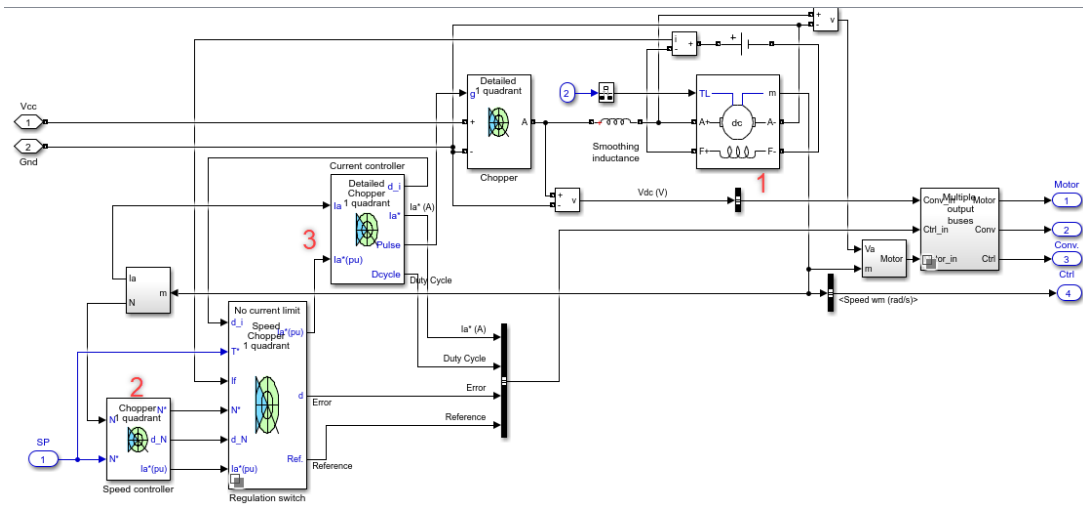 +
-
v
i
+
-
+
Detailed
1 quadrant
g
+
-
A
Chopper
2
TL
m
A+
dc
A-
F+
F-
1
Smoothing
inductance
Vcc
1
2
Gnd
Current controller
Detailed
Chopper
1 quadrant
d_i
Ia
Ia*
Pulse
Ia*(pu)
Dcycle
3
Ia* (A)
Duty Cycle
+
-
v
Vdc (V)
Conv_in
Multiple
output
buses
Motor
Ctrl_in
Conv
Ctrl
Motor
1
2
Conv.
3
Ctrl
4
Va
m
Motor
<Speed wm (rad/s)>
Ia
N
m
No current limit
Speed
Chopper
1 quadrant
d_i
Ia*(pu)
T*
If
N*
d
d_N
Ia*(pu)
Ref.
Regulation switch
Error
Reference
Ia* (A)
Duty Cycle
Error
Reference
2
Chopper
1 quadrant
N
N*
N*
d_N
Ia*(pu)
Speed controller
SP
1